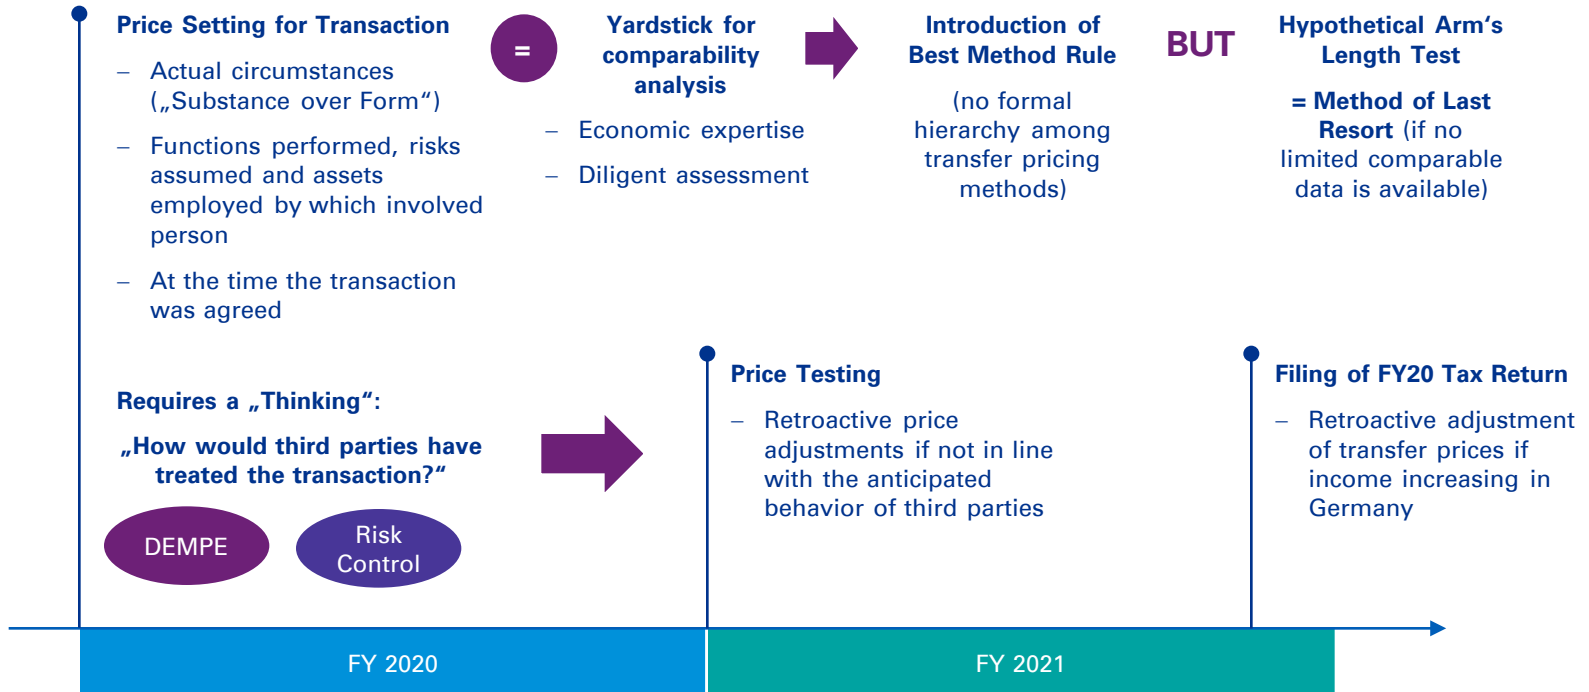 Price Setting for Transaction
– Actual circumstances
(„Substance over Form“)
– Functions performed, risks
assumed and assets
employed by which involved
person
– At the time the transaction
was agreed
=
Yardstick for
comparability
analysis
– Economic expertise
– Diligent assessment
Introduction of
Best Method Rule
(no formal
hierarchy among
transfer pricing
methods)
BUT
Hypothetical Arm‘s
Length Test
= Method of Last
Resort (if no
limited comparable
data is available)
Requires a „Thinking“:
„How would third parties have
treated the transaction?“
DEMPE
Risk
Control
Price Testing
– Retroactive price
adjustments if not in line
with the anticipated
behavior of third parties
Filing of FY20 Tax Return
– Retroactive adjustment
of transfer prices if
income increasing in
Germany
FY 2020
FY 2021